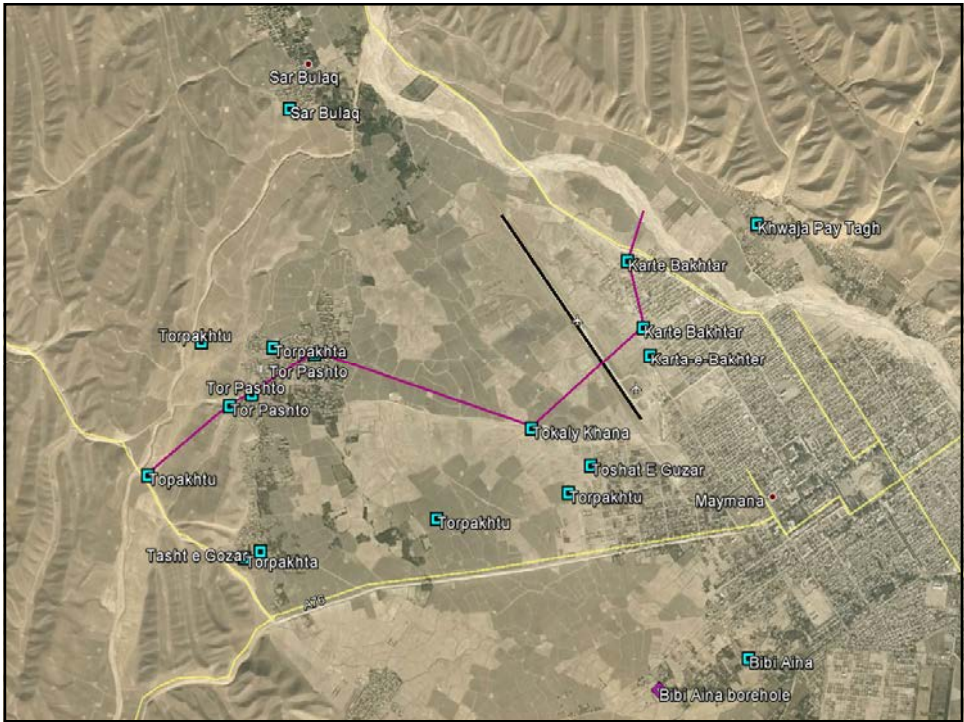 Sar Bulaq
Sar Bulaq
Khwaja Pay Tagh
Karte Bakhtar
Torpakhtu
Karte Bakhtar
Torpakhta
Karta-e-Bakhter
Tor Pashto
Tor Pashto
Tor Pashto
Tokaly Khana
Toshat E Guzar
Topakhtu
Torpakhtu
Maymana
Torpakhtu
Tasht e Gozar
Torpakhta
A76
Bibi Aina
Bibi Aina borehole